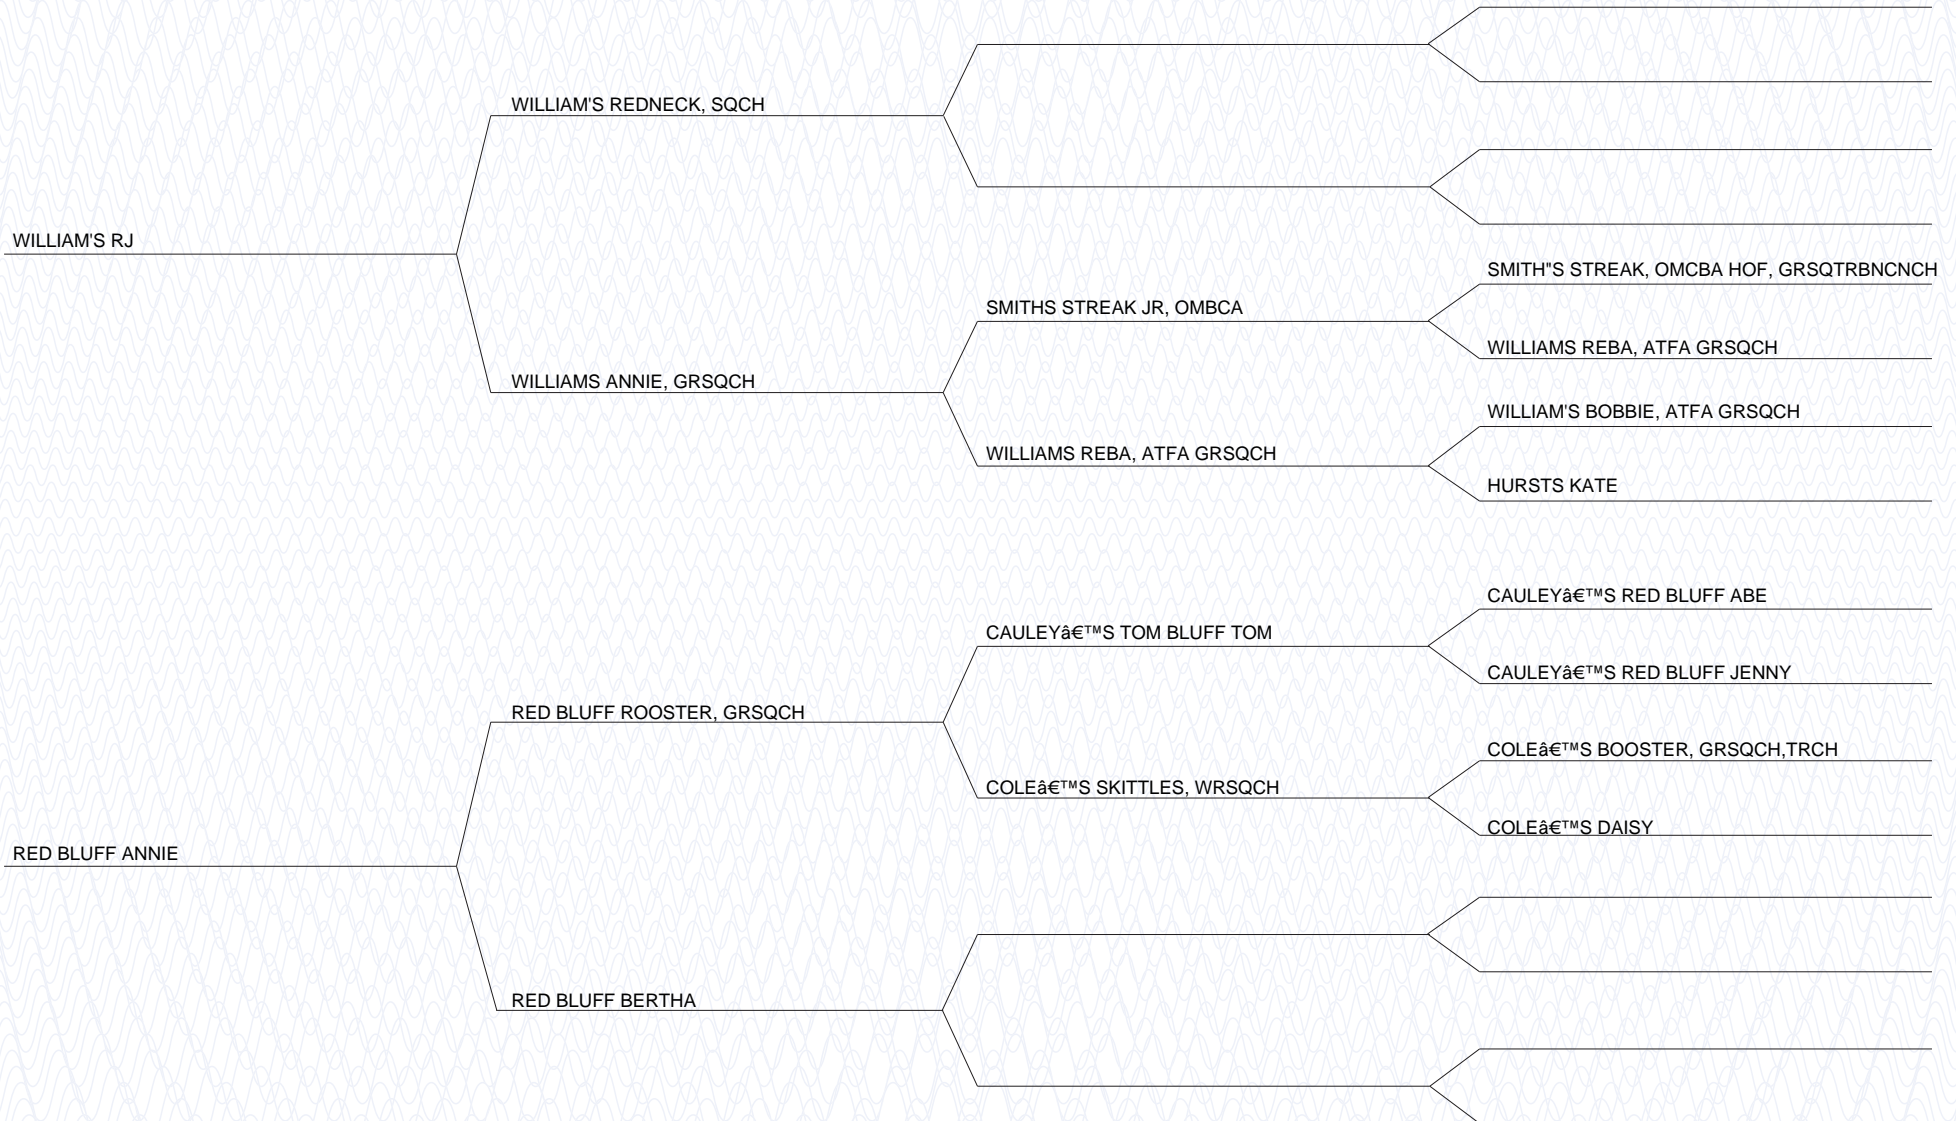 WILLIAM'S REDNECK, SQCH
WILLIAM'S RJ
SMITH"S STREAK, OMCBA HOF, GRSQTRBNCNCH
SMITHS STREAK JR, OMBCA
WILLIAMS REBA, ATFA GRSQCH
WILLIAMS ANNIE, GRSQCH
WILLIAM'S BOBBIE, ATFA GRSQCH
WILLIAMS REBA, ATFA GRSQCH
HURSTS KATE
CAULEYâ€™S RED BLUFF ABE
CAULEYâ€™S TOM BLUFF TOM
CAULEYâ€™S RED BLUFF JENNY
RED BLUFF ROOSTER, GRSQCH
COLEâ€™S BOOSTER, GRSQCH,TRCH
COLEâ€™S SKITTLES, WRSQCH
COLEâ€™S DAISY
RED BLUFF ANNIE
RED BLUFF BERTHA